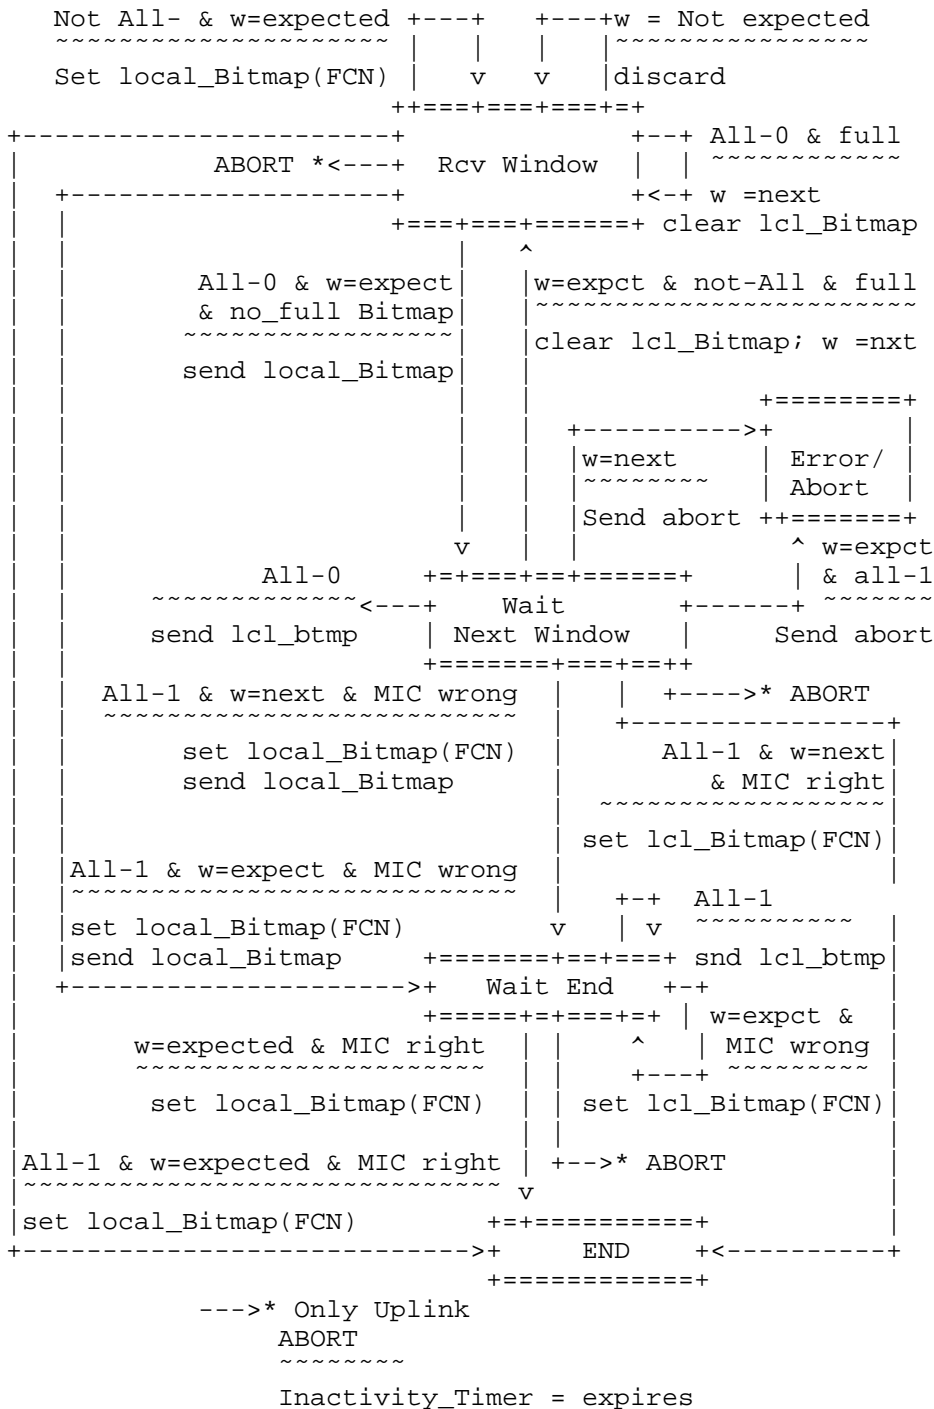 Not All- & w=expected +---+   +---+w = Not expected
~~~~~~~~~~~~~~~~~~~~~ |   |   |   |~~~~~~~~~~~~~~~~
Set local_Bitmap(FCN) |   v   v   |discard
++===+===+===+=+
+-----------------------+              +--+ All-0 & full
|            ABORT *<---+  Rcv Window  |  | ~~~~~~~~~~~~
|  +--------------------+              +<-+ w =next
|  |                    +===+===+======+ clear lcl_Bitmap
|  |                        |   ^
|  |        All-0 & w=expect|   |w=expct & not-All & full
|  |        & no_full Bitmap|   |~~~~~~~~~~~~~~~~~~~~~~~~
|  |       ~~~~~~~~~~~~~~~~~|   |clear lcl_Bitmap; w =nxt
|  |       send local_Bitmap|   |
|  |                        |   |              +========+
|  |                        |   |  +---------->+        |
|  |                        |   |  |w=next     | Error/ |
|  |                        |   |  |~~~~~~~~   | Abort  |
|  |                        |   |  |Send abort ++=======+
|  |                        v   |  |             ^ w=expct
|  |            All-0     +=+===+==+======+      | & all-1
|  |     ~~~~~~~~~~~~~<---+    Wait       +------+ ~~~~~~~
|  |     send lcl_btmp    | Next Window   |     Send abort
|  |                      +=======+===+==++
|  |  All-1 & w=next & MIC wrong  |   |  +---->* ABORT
|  |  ~~~~~~~~~~~~~~~~~~~~~~~~~~  |   +----------------+
|  |       set local_Bitmap(FCN)  |      All-1 & w=next|
|  |       send local_Bitmap      |         & MIC right|
|  |                              |  ~~~~~~~~~~~~~~~~~~|
|  |                              | set lcl_Bitmap(FCN)|
|  |All-1 & w=expect & MIC wrong  |                    |
|  |~~~~~~~~~~~~~~~~~~~~~~~~~~~~  |   +-+  All-1
|  |set local_Bitmap(FCN)         v   | v  ~~~~~~~~~~  |
|  |send local_Bitmap     +=======+==+===+ snd lcl_btmp|
|  +--------------------->+   Wait End   +-+           |
|                         +=====+=+===+=+ | w=expct &  |
|       w=expected & MIC right  | |    ^   | MIC wrong |
|       ~~~~~~~~~~~~~~~~~~~~~~  | |    +---+ ~~~~~~~~~ |
|        set local_Bitmap(FCN)  | | set lcl_Bitmap(FCN)|
|                               | |                    |
|All-1 & w=expected & MIC right | +-->* ABORT          |
|~~~~~~~~~~~~~~~~~~~~~~~~~~~~~~ v                      |
|set local_Bitmap(FCN)        +=+==========+           |
+---------------------------->+     END     +<----------+
+============+
--->* Only Uplink
ABORT
~~~~~~~~
Inactivity_Timer = expires